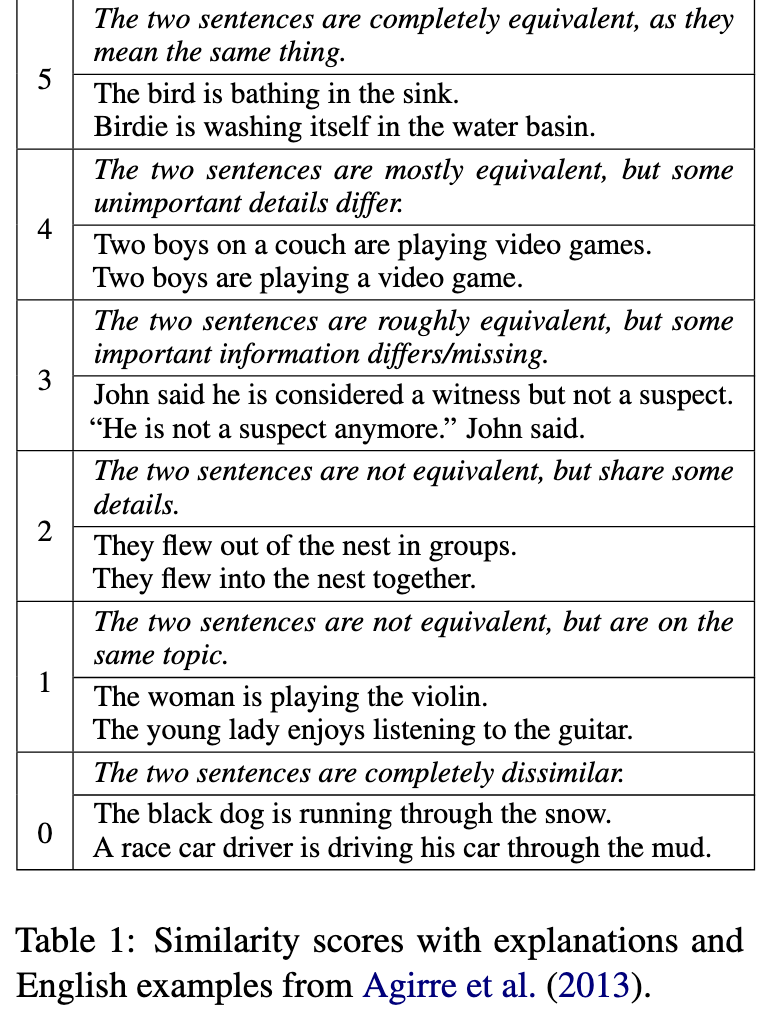 The two sentences are completely equivalent, as they
mean the same thing.
5
The bird is bathing in the sink.
Birdie is washing itself in the water basin.
The two sentences are mostly equivalent, but some
unimportant details differ.
4
Two boys on a couch are playing video games.
Two boys are playing a video game.
The two sentences are roughly equivalent, but some
important information differs/missing.
3
John said he is considered a witness but not a suspect.
“He is not a suspect anymore.” John said.
The two sentences are not equivalent, but share some
details.
2
They flew out of the nest in groups.
They flew into the nest together.
The two sentences are not equivalent, but are on the
same topic.
1
The woman is playing the violin.
The young lady enjoys listening to the guitar.
The two sentences are completely dissimilar.
0
The black dog is running through the snow.
A race car driver is driving his car through the mud.
Table 1: Similarity scores with explanations and
English examples from Agirre et al. (2013).